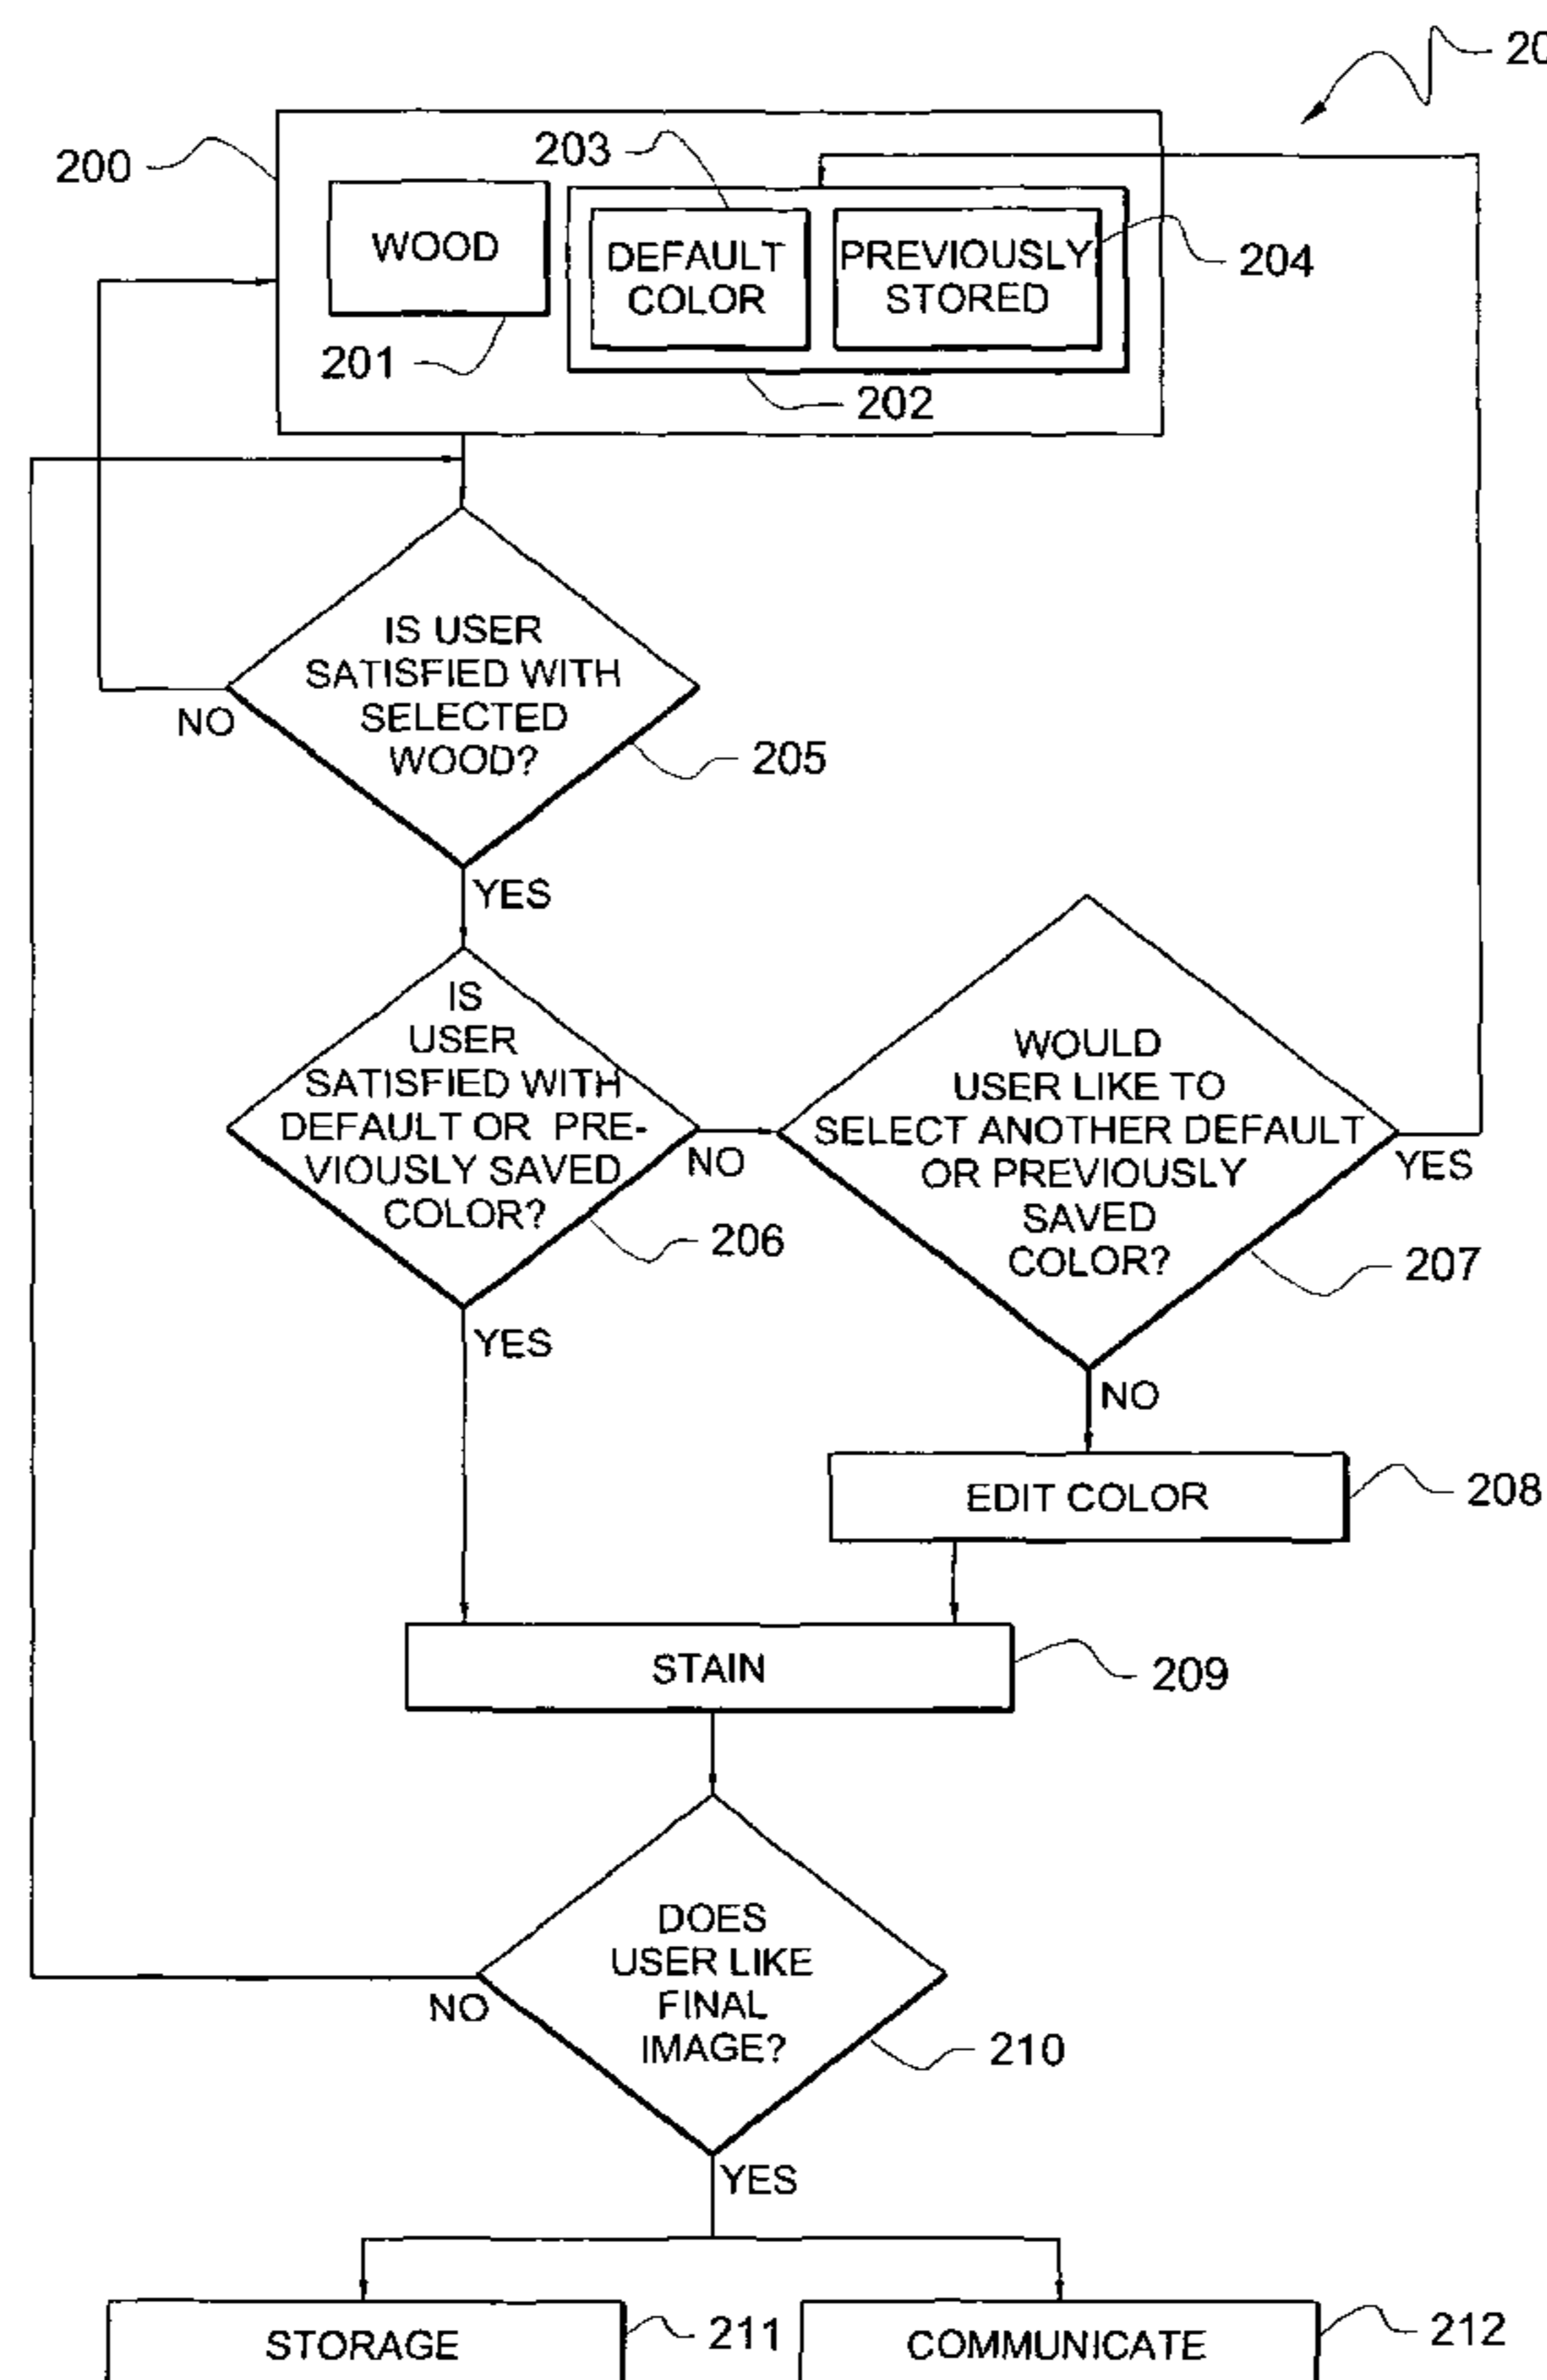 20
200
203
WOOD
DEFAULT
COLOR
PREVIOUSLY
STORED
204
201
202
IS USER
SATISFIED WITH
SELECTED
WOOD?
NO
205
YES
IS
USER
SATISFIED WITH
DEFAULT OR PRE-
VIOUSLY SAVED
COLOR?
NO
206
YES
WOULD
USER LIKE TO
SELECT ANOTHER DEFAULT
OR PREVIOUSLY
SAVED
COLOR?
YES
207
NO
EDIT COLOR
208
STAIN
209
DOES
USER LIKE
FINAL
IMAGE?
NO
210
YES
STORAGE
211
COMMUNICATE
212